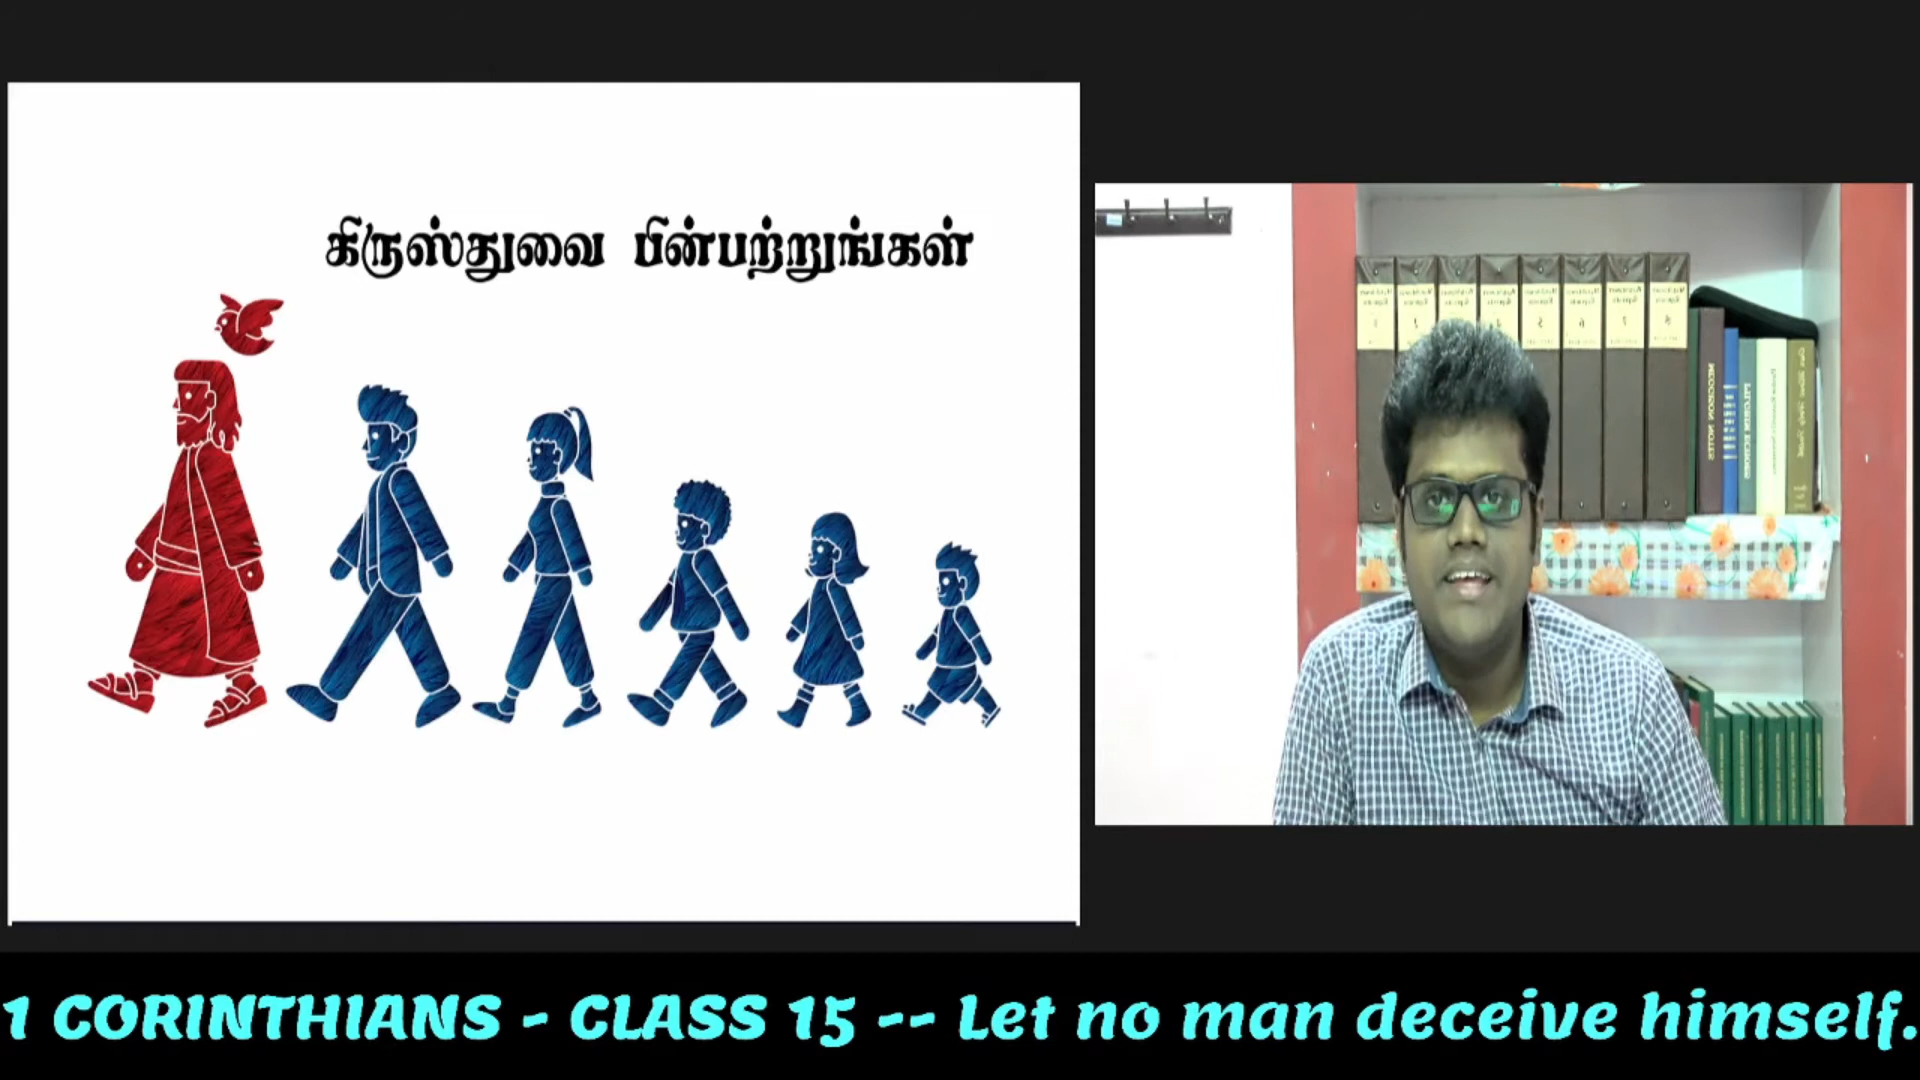 கிருஸ்துவை பின்பற்றுங்கள்
1 CORINTHIANS - CLASS 15 -- Let no man deceive himself.